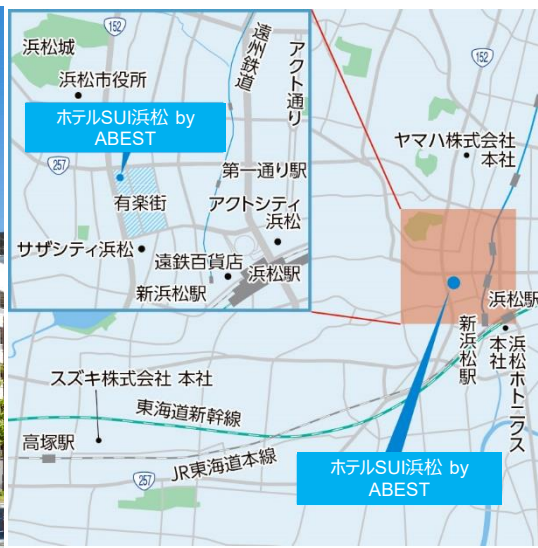 152
浜松城
遠州鉄道
アクト通り
浜松市役所
ホテルSUI浜松 by
ABEST
257
第一通り駅
有楽街
アクトシティ
浜松
サザシティ浜松
遠鉄百貨店
浜松駅
新浜松駅
152
ヤマハ株式会社
本社
浜松駅
新浜松駅
浜松ホトニクス
本社
スズキ株式会社 本社
東海道新幹線
高塚駅
JR東海道本線
257
ホテルSUI浜松 by
ABEST